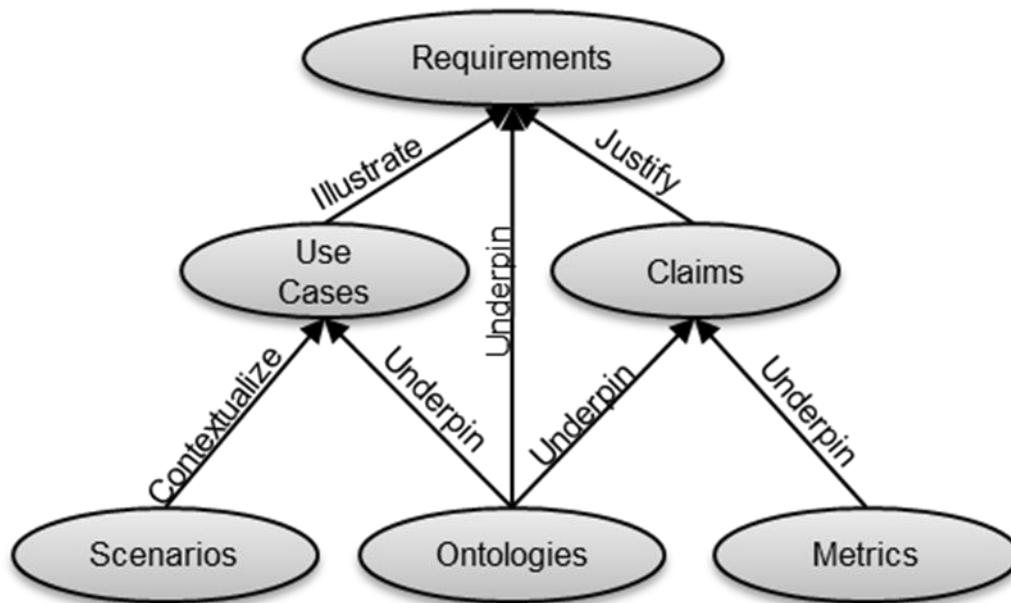 Requirements
Illustrate
Justify
Underpin
Use
Cases
Claims
Contextualize
Underpin
Underpin
Underpin
Scenarios
Ontologies
Metrics